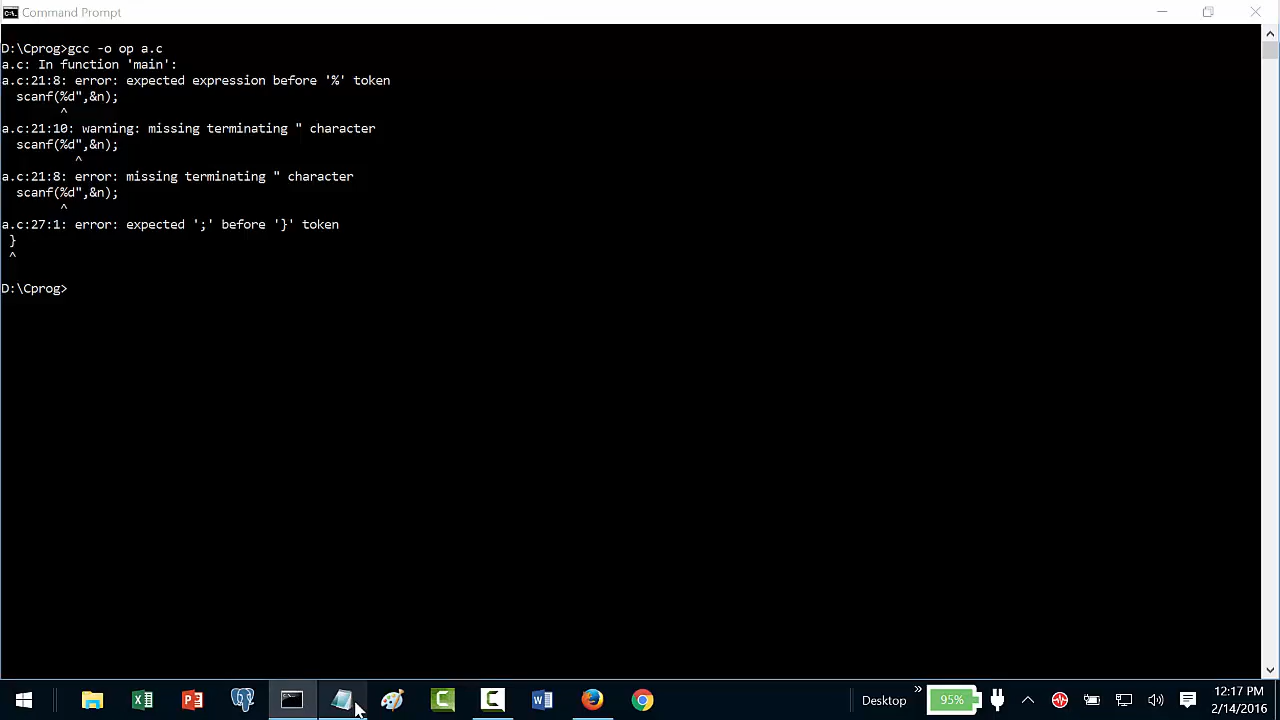 Command Prompt
D:\Cprog>gcc -o op a.c
a.c: In function 'main':
a.c:21:8: error: expected expression before '%' token
scanf(%d",&n);
^
a.c:21:10: warning: missing terminating " character
scanf(%d",&n);
^
a.c:21:8: error: missing terminating " character
scanf(%d",&n);
^
a.c:27:1: error: expected ';' before '}' token
}
^
D:\Cprog>
Desktop
95%
12:17 PM
2/14/2016